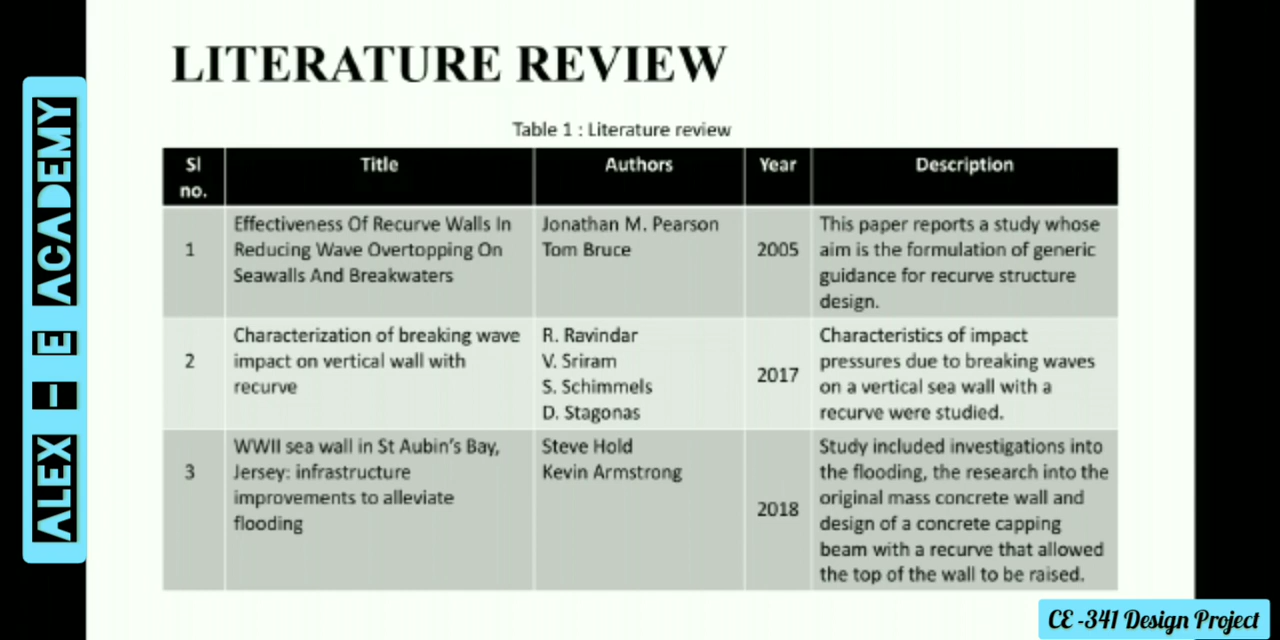 LITERATURE REVIEW
Table 1 : Literature review
Sl no.
Title
Authors
Year
Description
1
Effectiveness Of Recurve Walls In
Reducing Wave Overtopping On
Seawalls And Breakwaters
Jonathan M. Pearson
Tom Bruce
2005
This paper reports a study whose
aim is the formulation of generic
guidance for recurve structure
design.
2
Characterization of breaking wave
impact on vertical wall with
recurve
R. Ravindar
V. Sriram
S. Schimmels
D. Stagonas
2017
Characteristics of impact
pressures due to breaking waves
on a vertical sea wall with a
recurve were studied.
3
WWII sea wall in St Aubin's Bay,
Jersey: infrastructure
improvements to alleviate
flooding
Steve Hold
Kevin Armstrong
2018
Study included investigations into
the flooding, the research into the
original mass concrete wall and
design of a concrete capping
beam with a recurve that allowed
the top of the wall to be raised.
ALEX - E ACADEMY
CE -341 Design Project